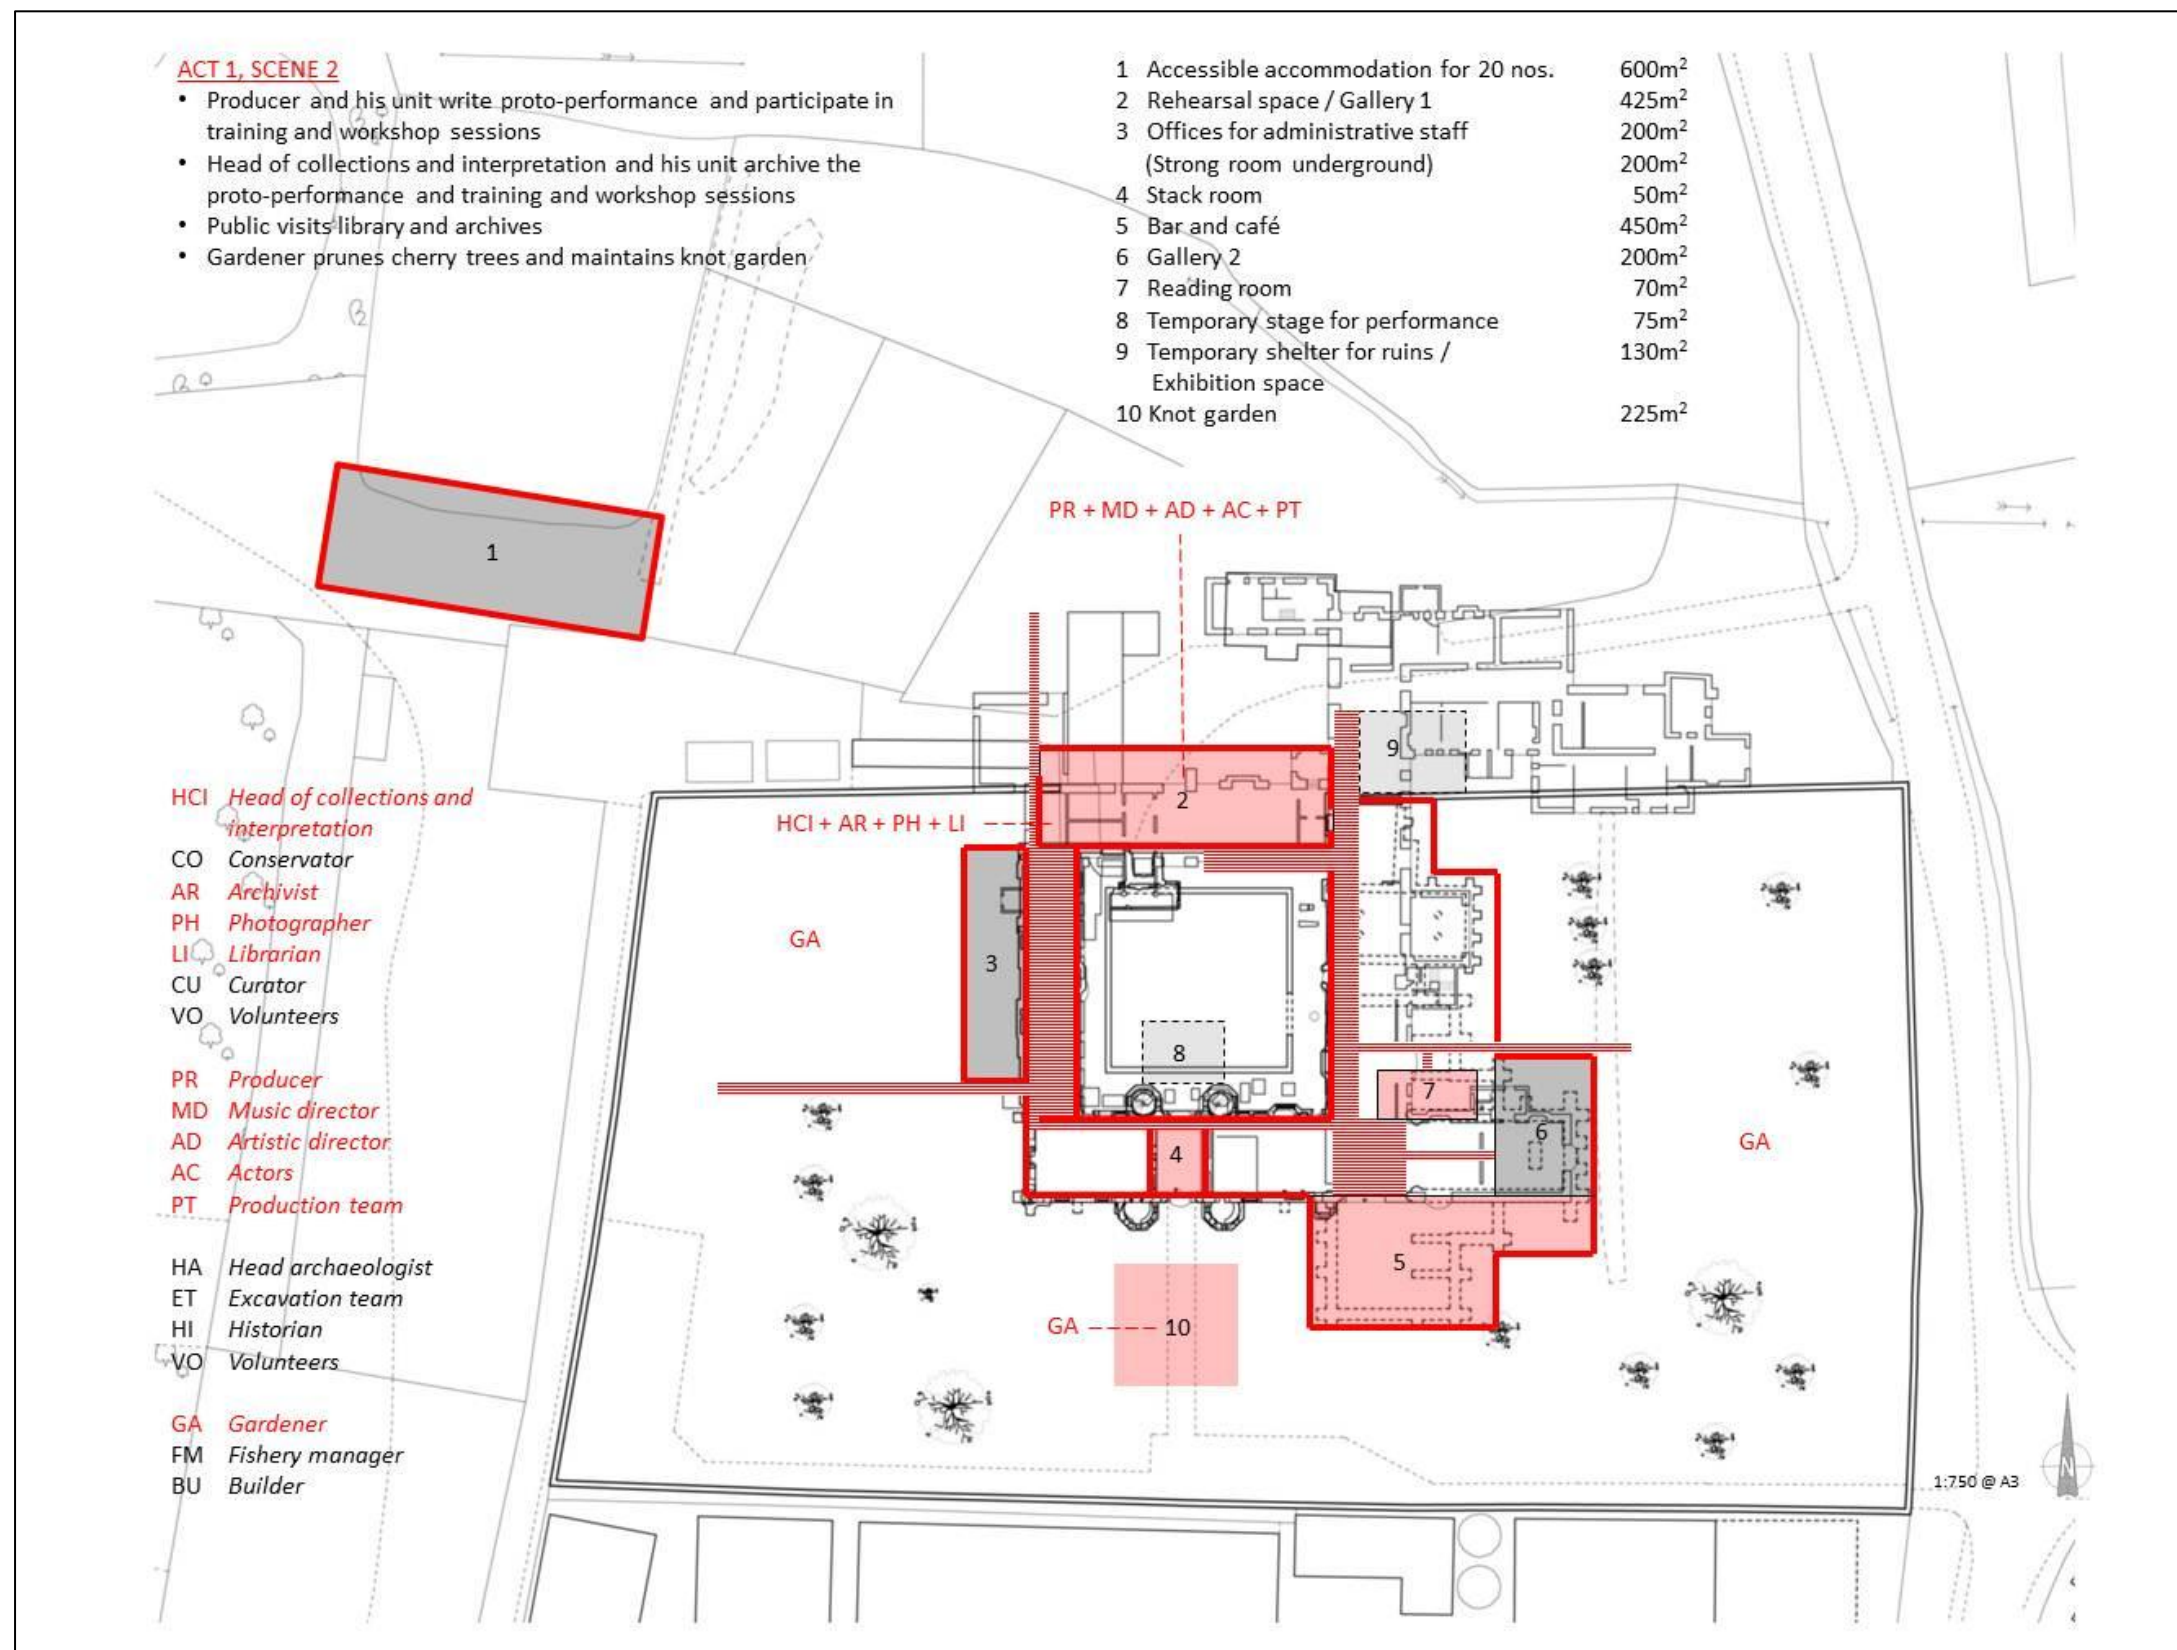 ACT 1, SCENE 2
• Producer and his unit write proto-performance and participate in
training and workshop sessions
• Head of collections and interpretation and his unit archive the
proto-performance and training and workshop sessions
• Public visits library and archives
• Gardener prunes cherry trees and maintains knot garden
1 Accessible accommodation for 20 nos. 600m²
2 Rehearsal space / Gallery 1 425m²
3 Offices for administrative staff 200m²
(Strong room underground) 200m²
4 Stack room 50m²
5 Bar and café 450m²
6 Gallery 2 200m²
7 Reading room 70m²
8 Temporary stage for performance 75m²
9 Temporary shelter for ruins / 130m²
Exhibition space
10 Knot garden 225m²
PR + MD + AD + AC + PT
1
9
2
HCI + AR + PH + LI
GA
3
8
7
6
GA
4
5
GA
10
HCI Head of collections and
interpretation
CO Conservator
AR Archivist
PH Photographer
LI Librarian
CU Curator
VO Volunteers
PR Producer
MD Music director
AD Artistic director
AC Actors
PT Production team
HA Head archaeologist
ET Excavation team
HI Historian
VO Volunteers
GA Gardener
FM Fishery manager
BU Builder
1:750 @ A3
N